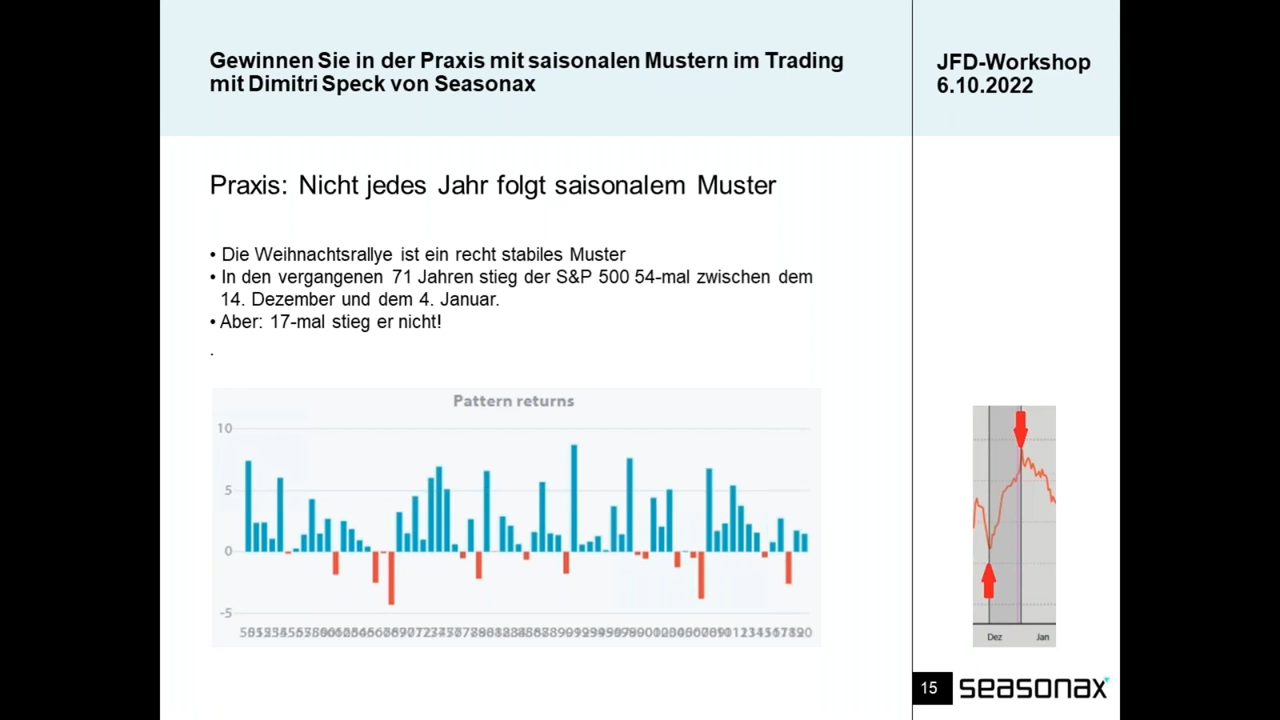 Gewinnen Sie in der Praxis mit saisonalen Mustern im Trading
mit Dimitri Speck von Seasonax
JFD-Workshop
6.10.2022
Praxis: Nicht jedes Jahr folgt saisonalem Muster
• Die Weihnachtsrallye ist ein recht stabiles Muster
• In den vergangenen 71 Jahren stieg der S&P 500 54-mal zwischen dem
14. Dezember und dem 4. Januar.
• Aber: 17-mal stieg er nicht!
.
Pattern returns
10
5
0
-5
Dez Jan
15 seasonax